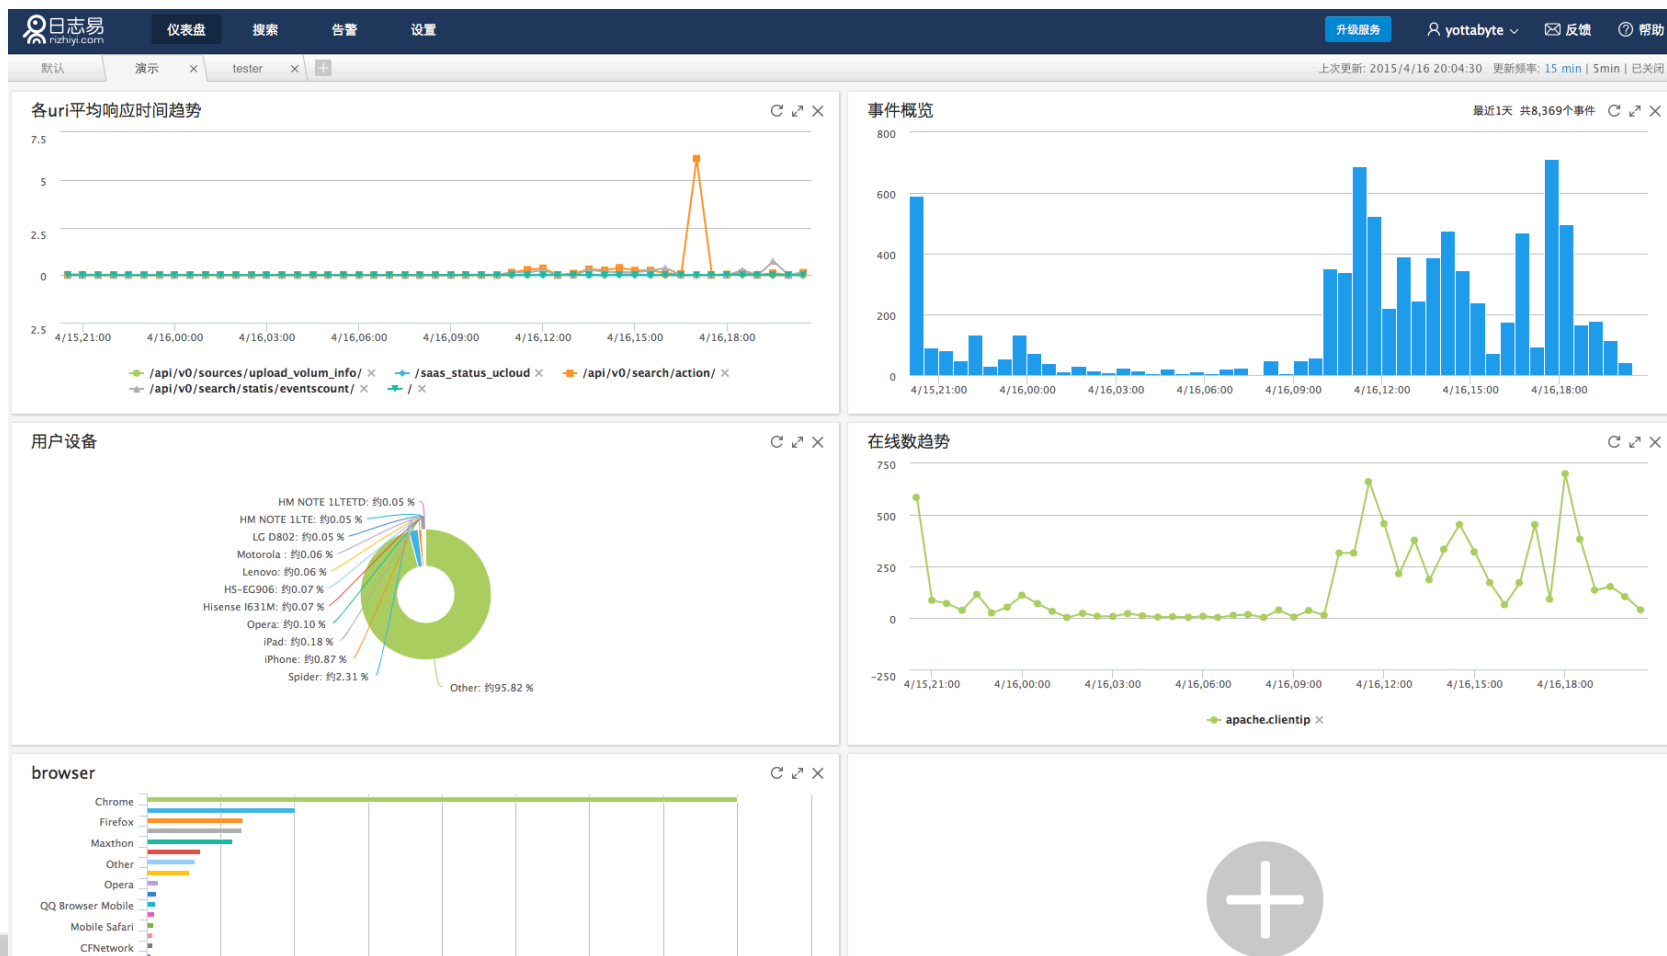 日志易
rizhiyi.com
仪表盘 搜索 告警 设置
升级服务 yottabyte 反馈 帮助
默认 演示 tester
上次更新: 2015/4/16 20:04:30 更新频率: 15 min | 5min | 已关闭
各uri平均响应时间趋势
7.5
5
2.5
0
2.5
4/15,21:00 4/16,00:00 4/16,03:00 4/16,06:00 4/16,09:00 4/16,12:00 4/16,15:00 4/16,18:00
/api/v0/sources/upload_volum_info/ /saas_status_ucloud /api/v0/search/action/
/api/v0/search/statis/eventscount/ /
事件概览
最近1天 共8,369个事件
800
600
400
200
0
4/15,21:00 4/16,00:00 4/16,03:00 4/16,06:00 4/16,09:00 4/16,12:00 4/16,15:00 4/16,18:00
用户设备
HM NOTE 1LTETD: 约0.05 %
HM NOTE 1LTE: 约0.05 %
LG D802: 约0.05 %
Motorola : 约0.06 %
Lenovo: 约0.06 %
HS-EG906: 约0.07 %
Hisense I631M: 约0.07 %
Opera: 约0.10 %
iPad: 约0.18 %
iPhone: 约0.87 %
Spider: 约2.31 %
Other: 约95.82 %
在线数趋势
750
500
250
0
-250
4/15,21:00 4/16,00:00 4/16,03:00 4/16,06:00 4/16,09:00 4/16,12:00 4/16,15:00 4/16,18:00
apache.clientip
browser
Chrome
Firefox
Maxthon
Other
Opera
QQ Browser Mobile
Mobile Safari
CFNetwork